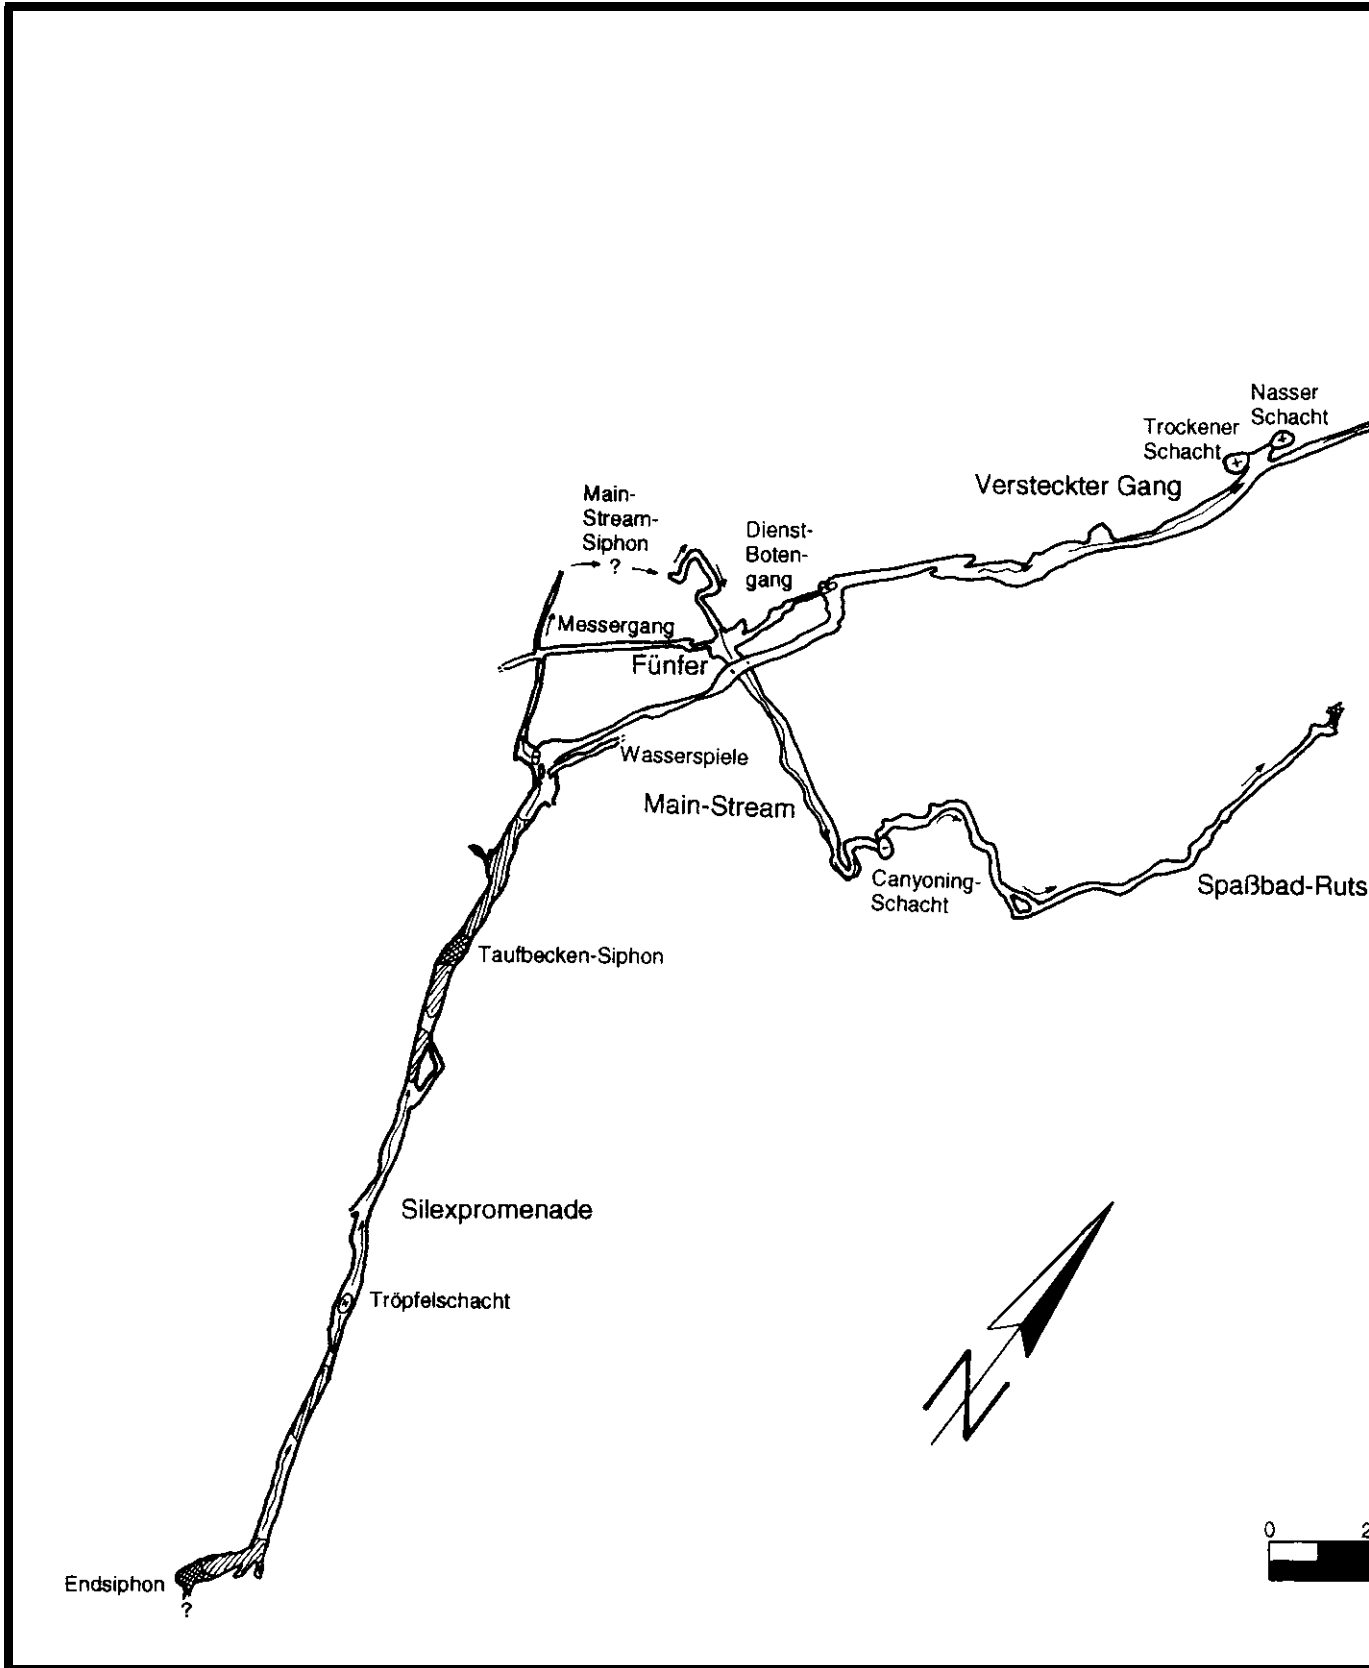 Nasser
Schacht
Trockener
Schacht
Versteckter Gang
Main-
Stream-
Siphon
?
Dienst-
Boten-
gang
Messergang
Fünfer
Wasserspiele
Main-Stream
Canyoning-
Schacht
Spaßbad-Ruts
Taufbecken-Siphon
Silexpromenade
Tröpfelschacht
N
0 2
Endsiphon
?